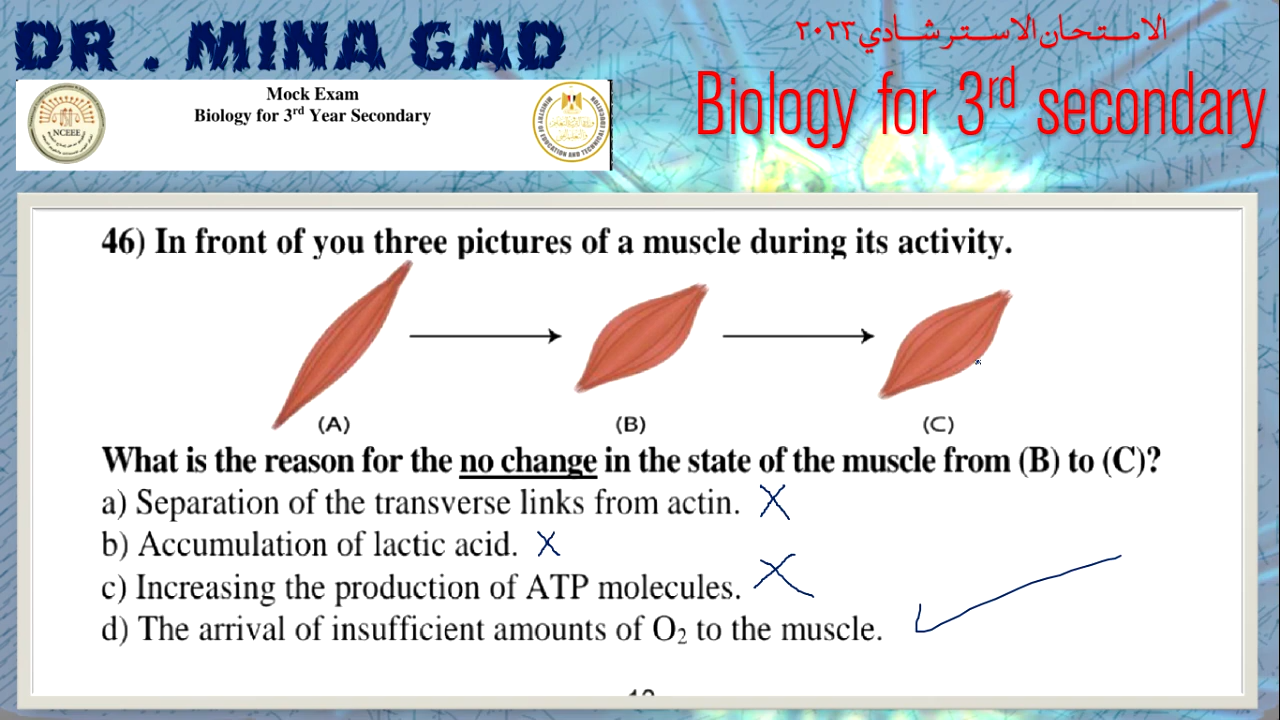 DR . MINA GAD
الامتحان الاسترشادي ٢٠٢٣
Mock Exam
Biology for 3rd Year Secondary
NCEEE
Biology for 3rd secondary
46) In front of you three pictures of a muscle during its activity.
(A)
(B)
(C)
What is the reason for the no change in the state of the muscle from (B) to (C)?
a) Separation of the transverse links from actin.
b) Accumulation of lactic acid.
c) Increasing the production of ATP molecules.
d) The arrival of insufficient amounts of O₂ to the muscle.